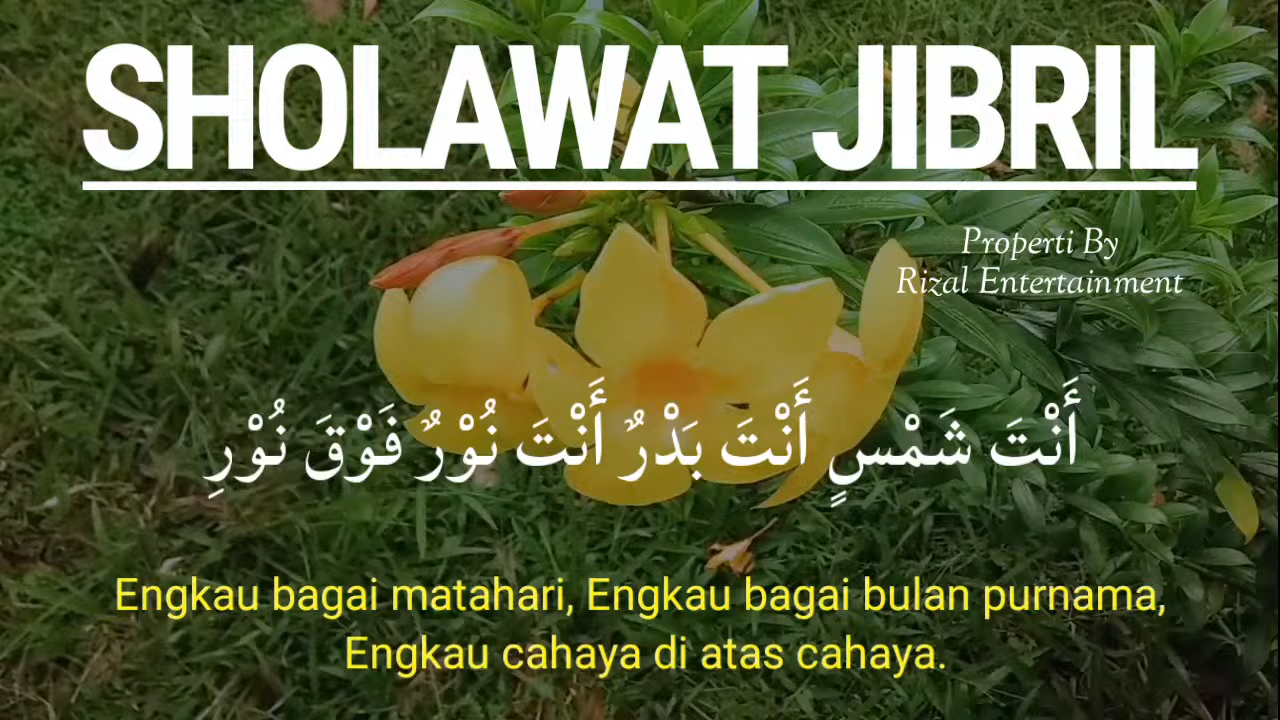 SHOLAWAT JIBRIL
Properti By
Rizal Entertainment
أَنْتَ شَمْسٍ أَنْتَ بَدْرٌ أَنْتَ نُوْرٌ فَوْقَ نُوْرِ
Engkau bagai matahari, Engkau bagai bulan purnama,
Engkau cahaya di atas cahaya.